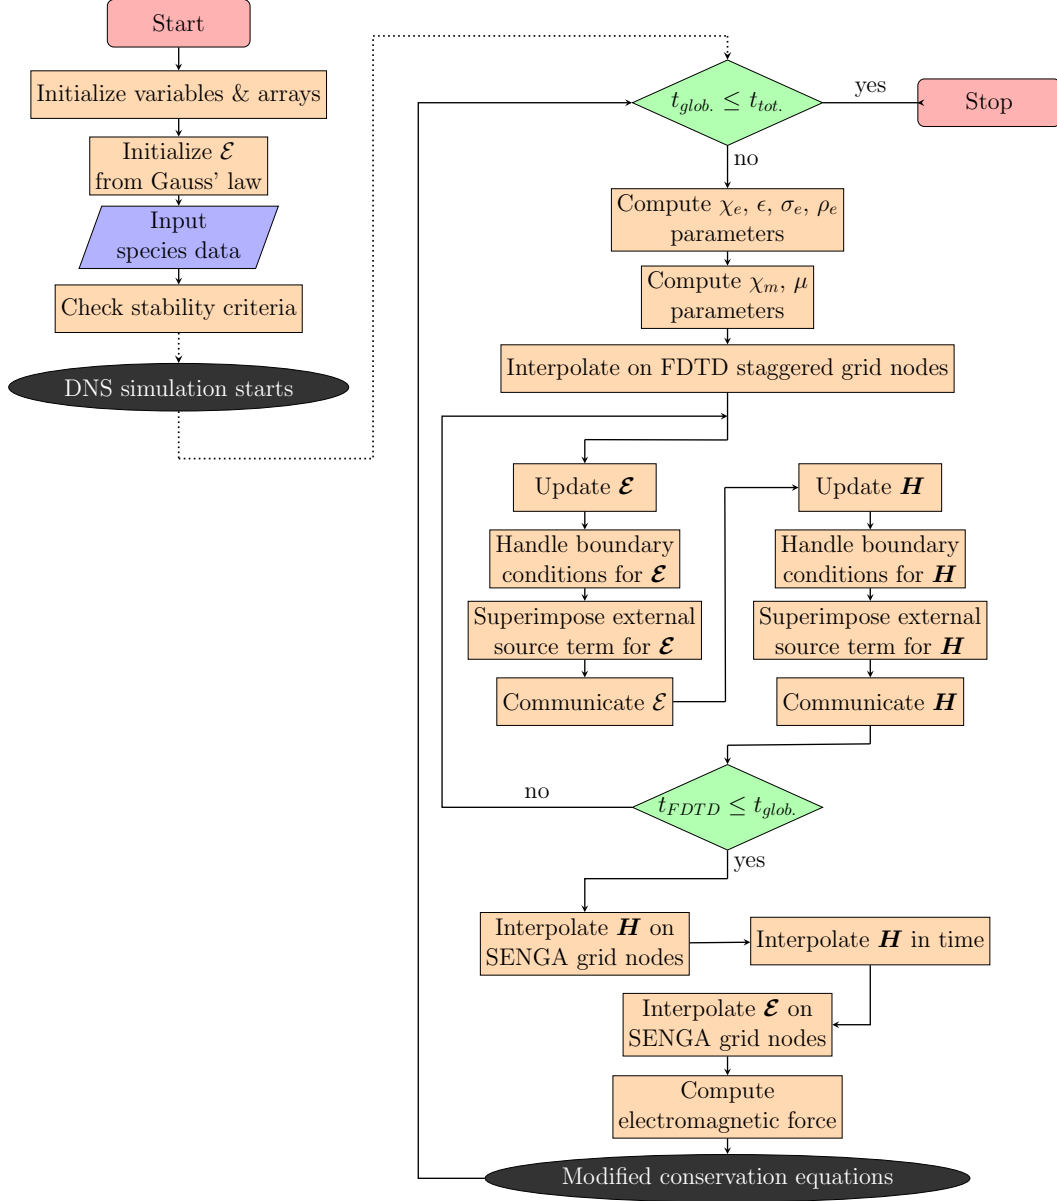 Start
Initialize variables & arrays
Initialize ℰ
from Gauss' law
Input
species data
Check stability criteria
DNS simulation starts
t_glob. ≤ t_tot.
yes
Stop
no
Compute χ_e, ϵ, σ_e, ρ_e
parameters
Compute χ_m, μ
parameters
Interpolate on FDTD staggered grid nodes
Update ℰ
Handle boundary
conditions for ℰ
Superimpose external
source term for ℰ
Communicate ℰ
Update H
Handle boundary
conditions for H
Superimpose external
source term for H
Communicate H
t_FDTD ≤ t_glob.
no
yes
Interpolate H on
SENGA grid nodes
Interpolate H in time
Interpolate ℰ on
SENGA grid nodes
Compute
electromagnetic force
Modified conservation equations